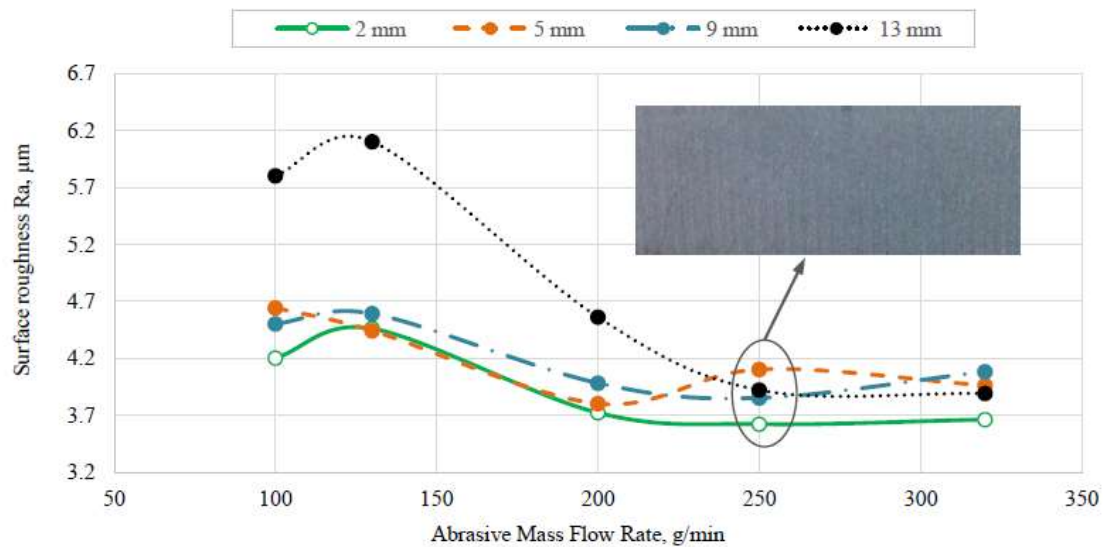 2 mm 5 mm 9 mm 13 mm
6.7
6.2
5.7
5.2
4.7
4.2
3.7
3.2
Surface roughness Ra, µm
50 100 150 200 250 300 350
Abrasive Mass Flow Rate, g/min